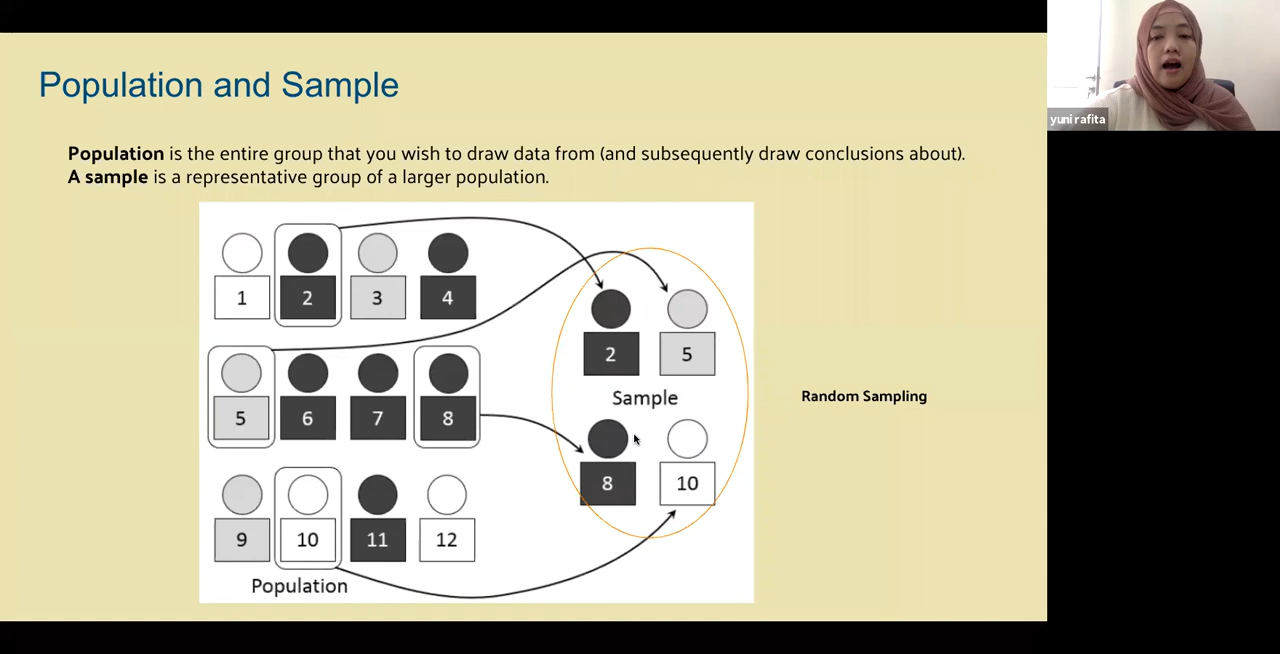 Population and Sample
yuni rafita
Population is the entire group that you wish to draw data from (and subsequently draw conclusions about).
A sample is a representative group of a larger population.
1 2 3 4
2 5
Sample
5 6 7 8
Random Sampling
8 10
9 10 11 12
Population